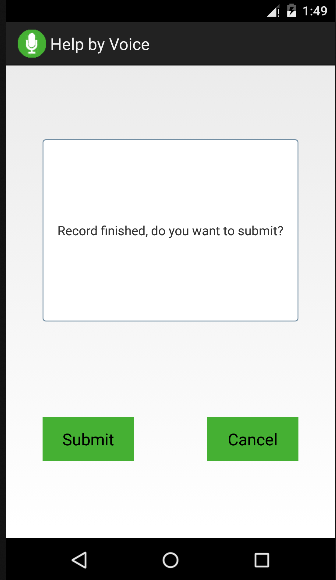 1:49
Help by Voice
Record finished, do you want to submit?
Submit
Cancel